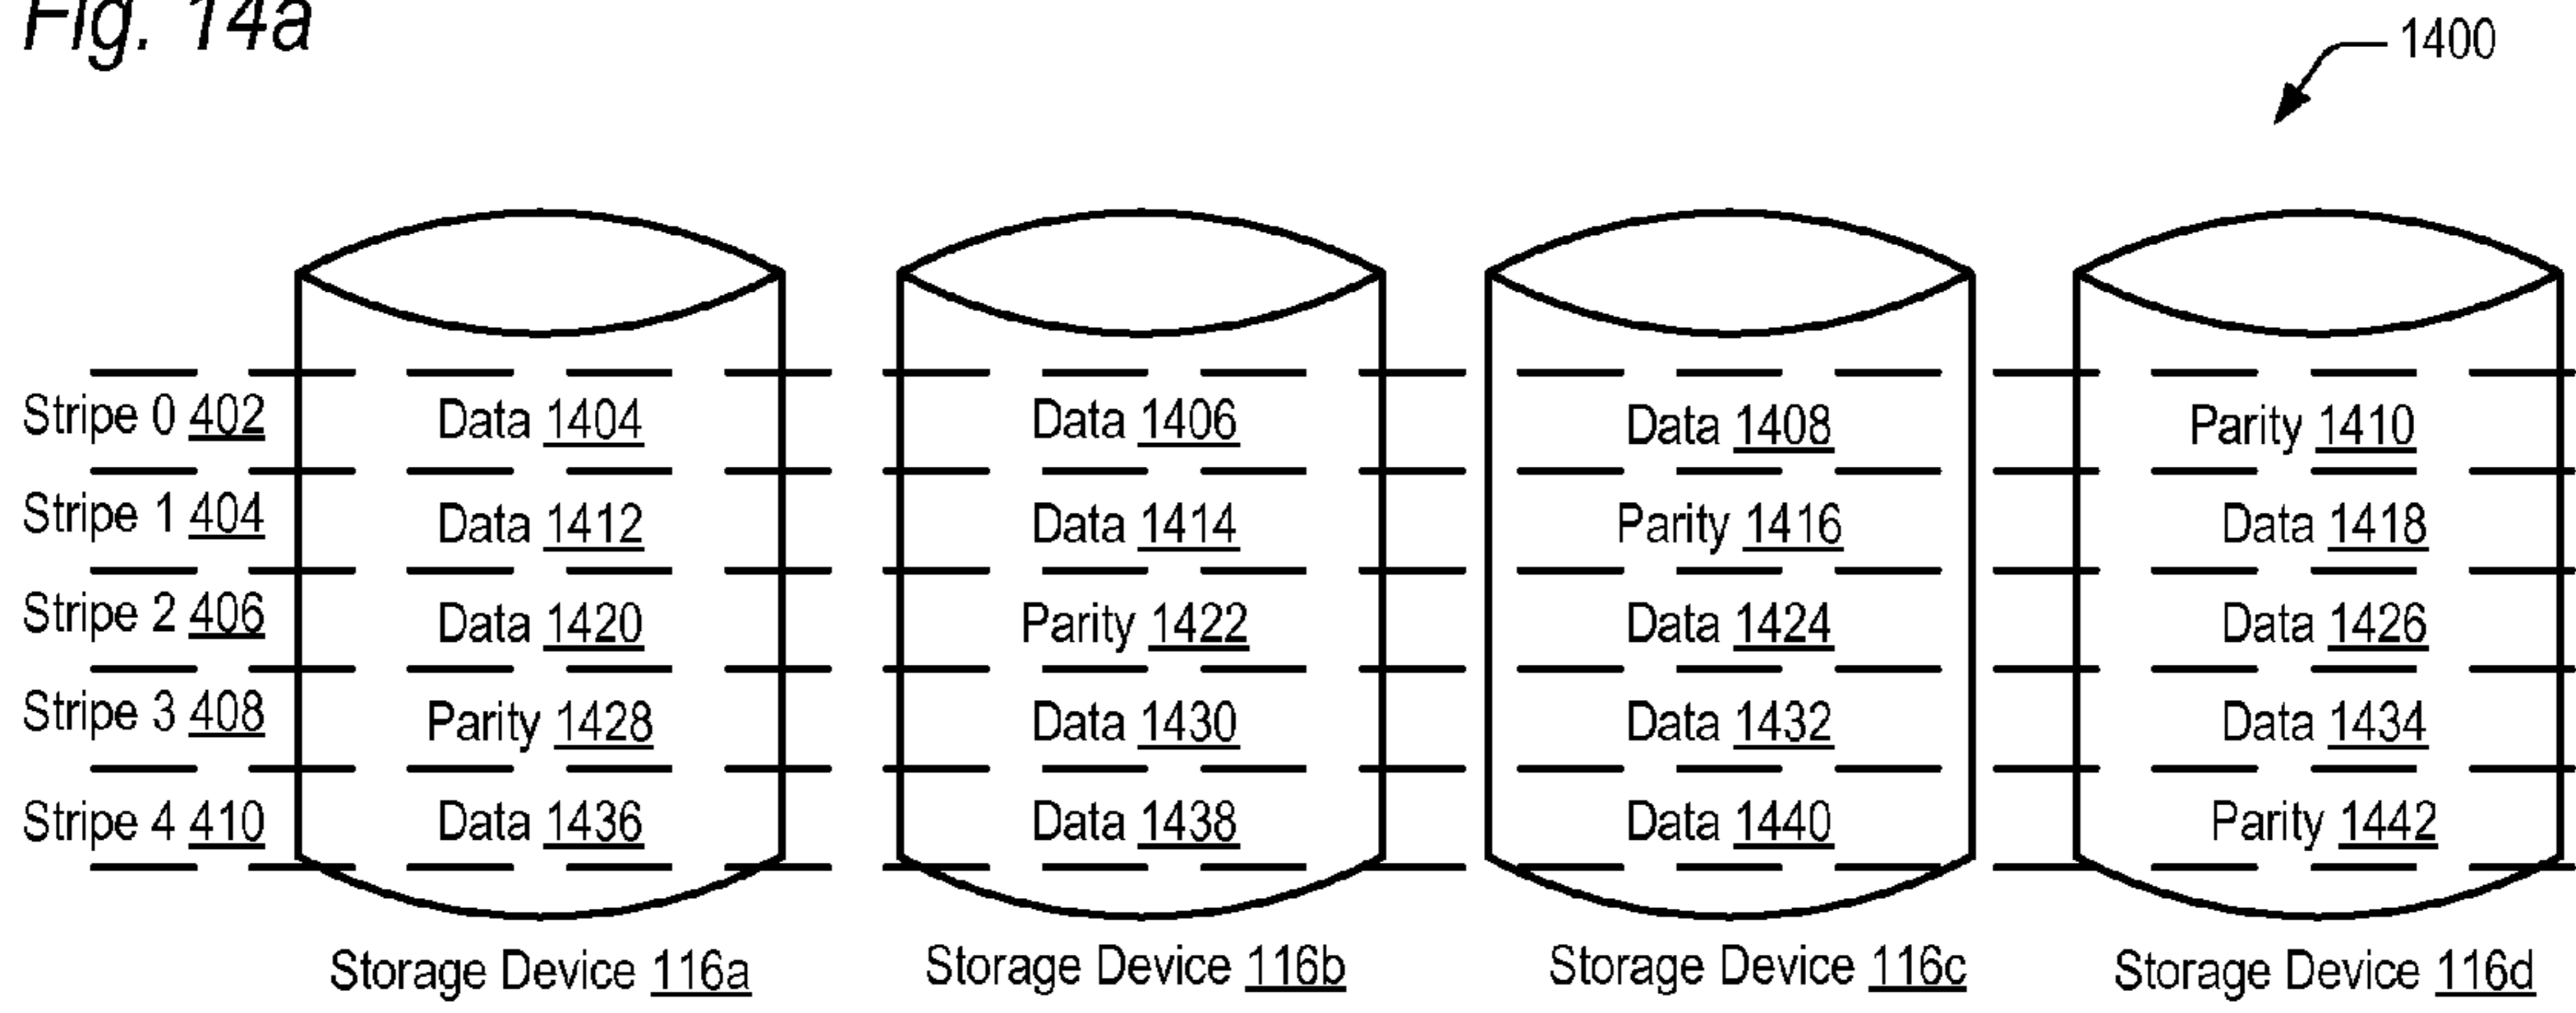 Fig. 14a
1400
Stripe 0 402 Data 1404 Data 1406 Data 1408 Parity 1410
Stripe 1 404 Data 1412 Data 1414 Parity 1416 Data 1418
Stripe 2 406 Data 1420 Parity 1422 Data 1424 Data 1426
Stripe 3 408 Parity 1428 Data 1430 Data 1432 Data 1434
Stripe 4 410 Data 1436 Data 1438 Data 1440 Parity 1442
Storage Device 116a Storage Device 116b Storage Device 116c Storage Device 116d